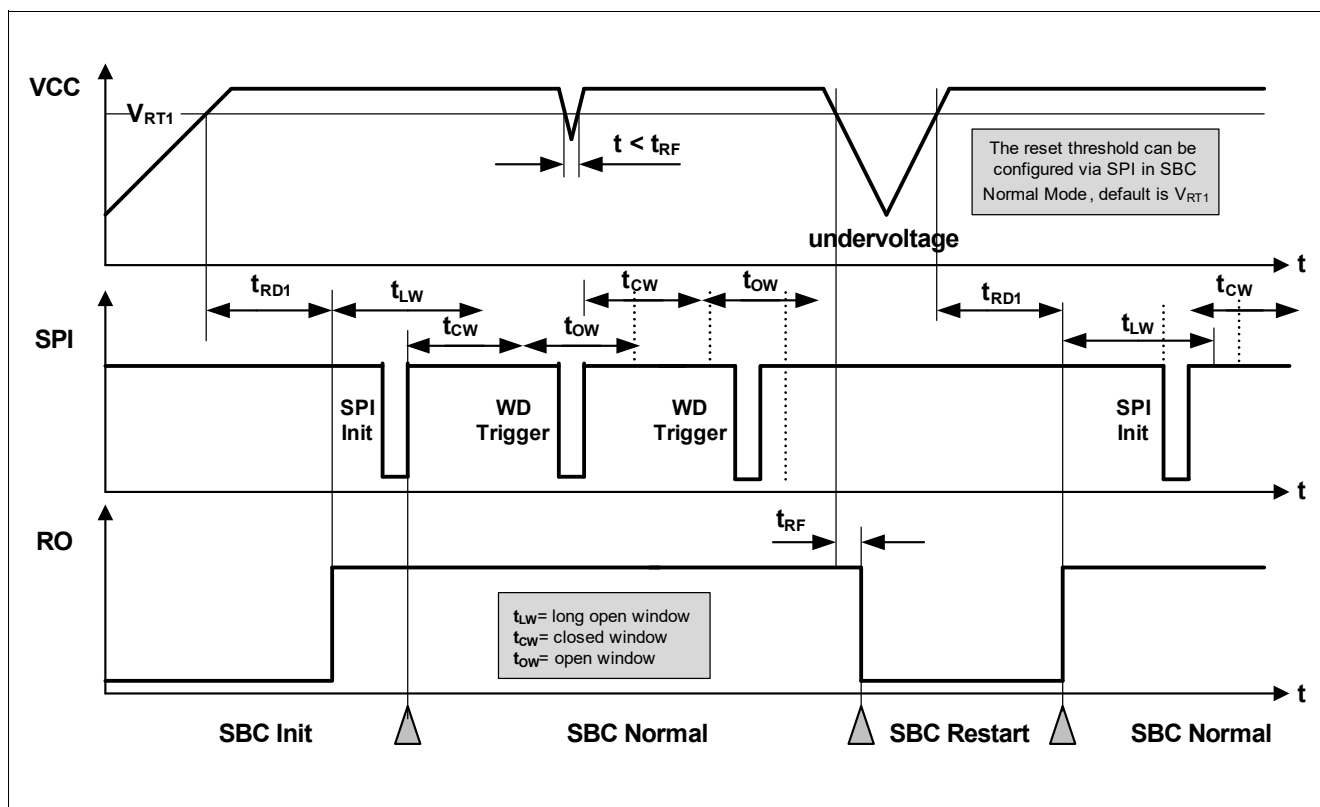 VCC
VRT1
t < tRF
The reset threshold can be
configured via SPI in SBC
Normal Mode, default is VRT1
undervoltage
t
tRD1
tLW
tCW
tOW
tCW
tOW
tRD1
tLW
tCW
SPI
SPI
Init
WD
Trigger
WD
Trigger
SPI
Init
t
RO
tRF
tLW= long open window
tCW= closed window
tOW= open window
t
SBC Init
SBC Normal
SBC Restart
SBC Normal